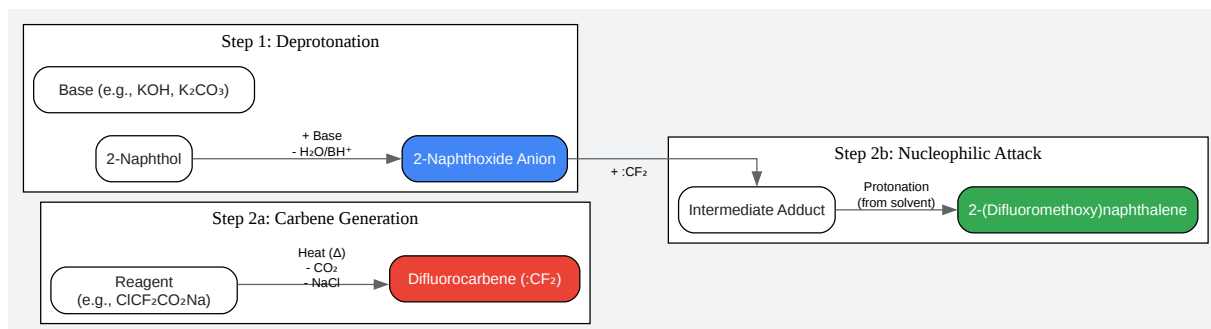 Step 1: Deprotonation
Base (e.g., KOH, K₂CO₃)
2-Naphthol
+ Base
- H₂O/BH⁺
2-Naphthoxide Anion
+ :CF₂
Step 2a: Carbene Generation
Reagent
(e.g., ClCF₂CO₂Na)
Heat (Δ)
- CO₂
- NaCl
Difluorocarbene (:CF₂)
Step 2b: Nucleophilic Attack
Intermediate Adduct
Protonation
(from solvent)
2-(Difluoromethoxy)naphthalene